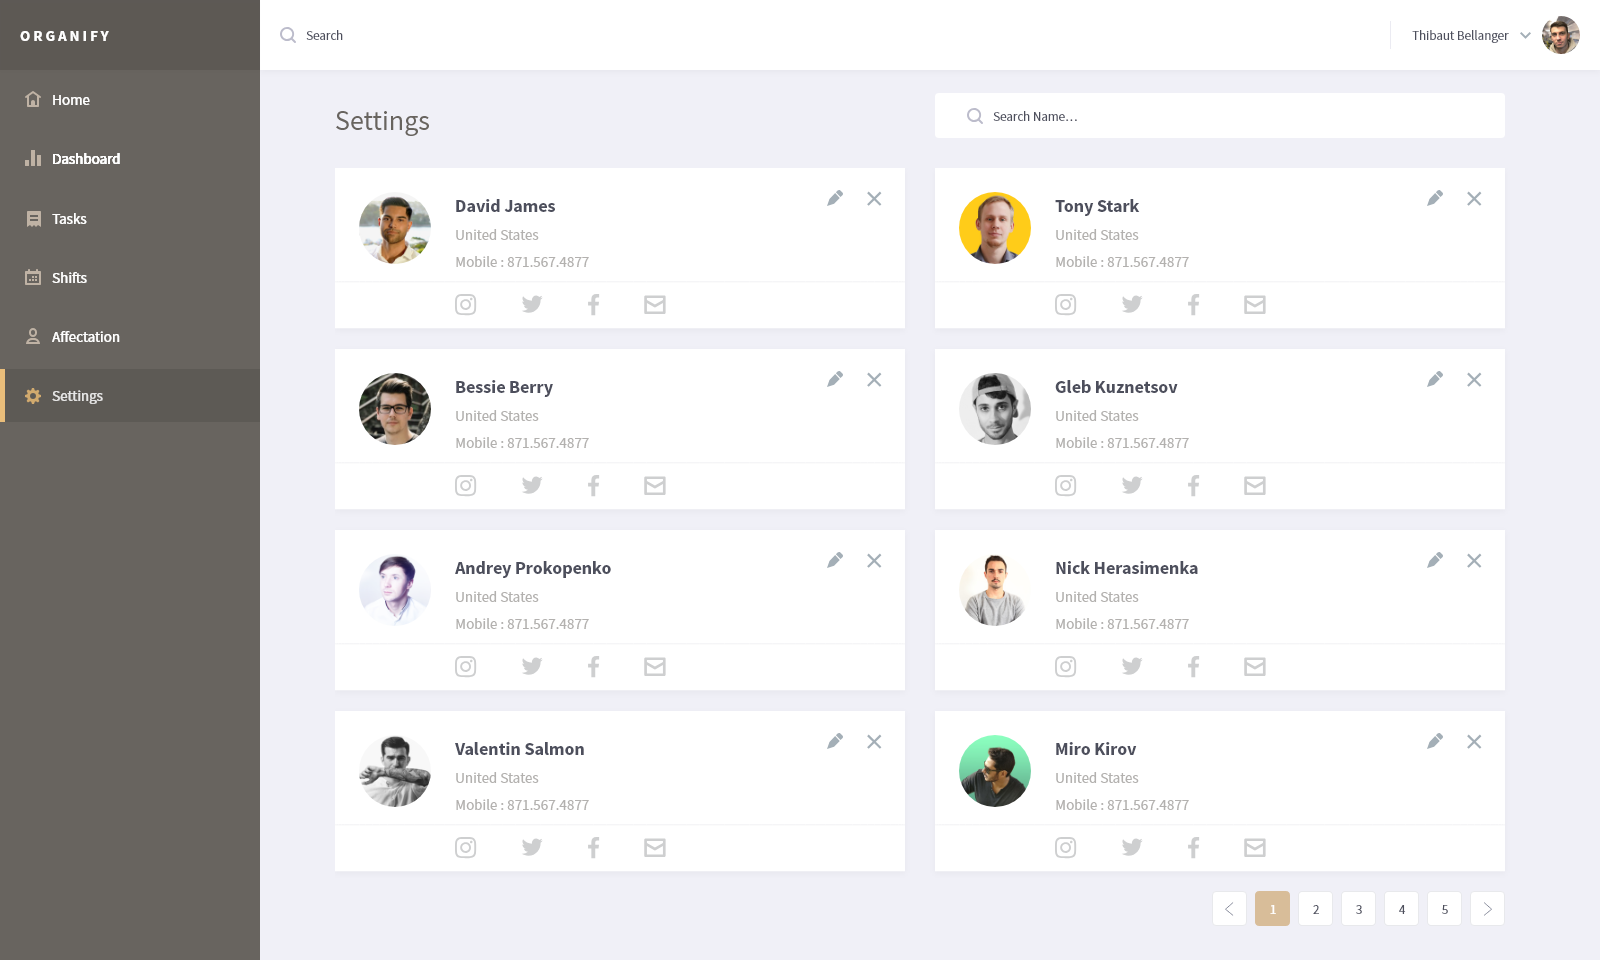 ORGANIFY
Search
Thibaut Bellanger
Home
Dashboard
Tasks
Shifts
Affectation
Settings
Settings
Search Name...
David James
United States
Mobile : 871.567.4877
Tony Stark
United States
Mobile : 871.567.4877
Bessie Berry
United States
Mobile : 871.567.4877
Gleb Kuznetsov
United States
Mobile : 871.567.4877
Andrey Prokopenko
United States
Mobile : 871.567.4877
Nick Herasimenka
United States
Mobile : 871.567.4877
Valentin Salmon
United States
Mobile : 871.567.4877
Miro Kirov
United States
Mobile : 871.567.4877
1 2 3 4 5